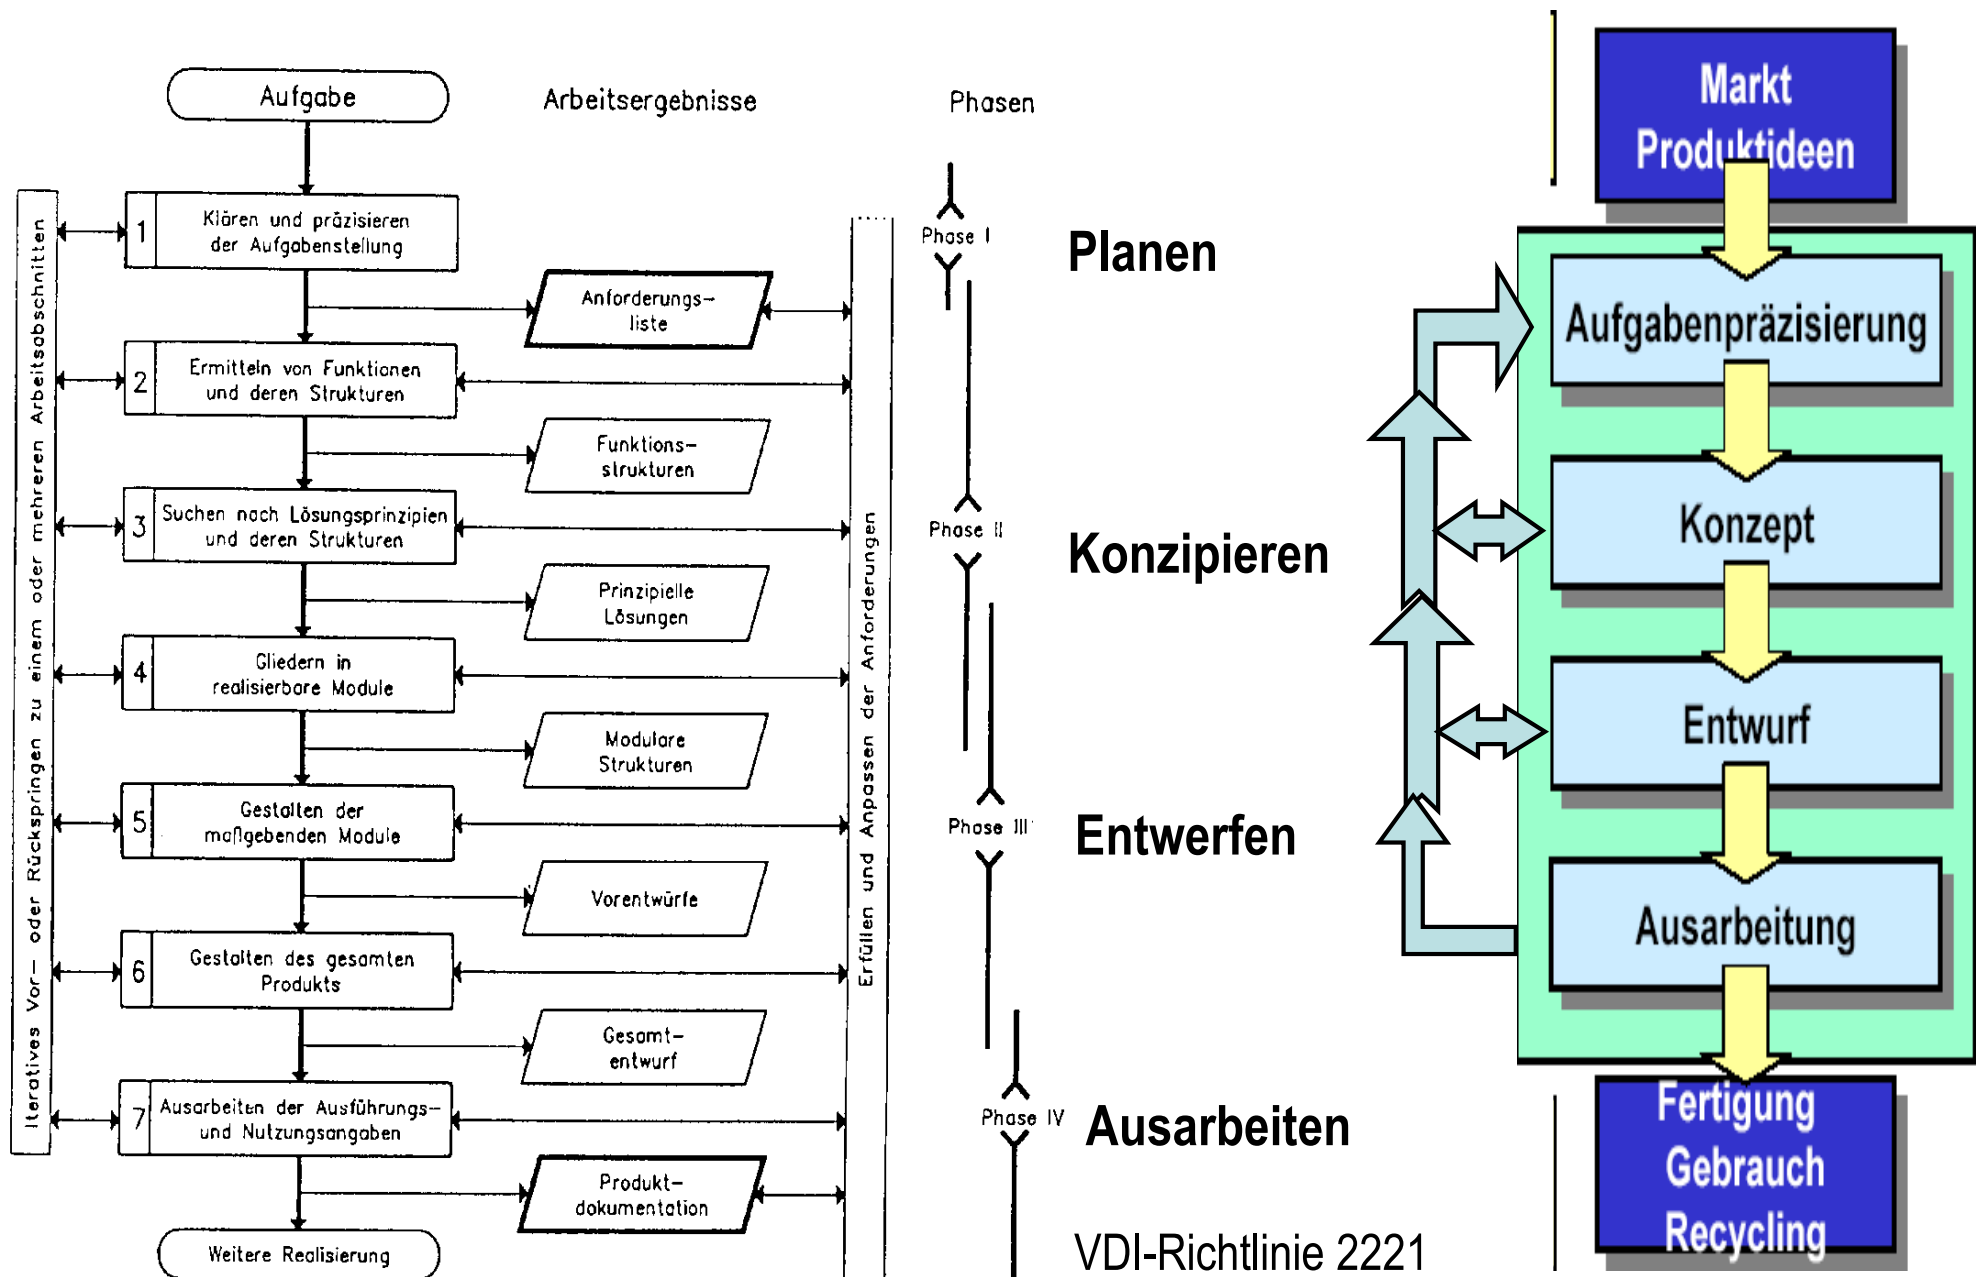 Aufgabe
Arbeitsergebnisse
Phasen
1
Klären und präzisieren
der Aufgabenstellung
Anforderungs-
liste
2
Ermitteln von Funktionen
und deren Strukturen
Funktions-
strukturen
3
Suchen nach Lösungsprinzipien
und deren Strukturen
Prinzipielle
Lösungen
4
Gliedern in
realisierbare Module
Modulare
Strukturen
5
Gestalten der
maßgebenden Module
Vorentwürfe
6
Gestalten des gesamten
Produkts
Gesamt-
entwurf
7
Ausarbeiten der Ausführungs-
und Nutzungsangaben
Produkt-
dokumentation
Weitere Realisierung
Iteratives Vor- oder Rückspringen zu einem oder mehreren Arbeitsabschnitten
Erfüllen und Anpassen der Anforderungen
Phase I
Phase II
Phase III
Phase IV
Planen
Konzipieren
Entwerfen
Ausarbeiten
VDI-Richtlinie 2221
Markt
Produktideen
Aufgabenpräzisierung
Konzept
Entwurf
Ausarbeitung
Fertigung
Gebrauch
Recycling